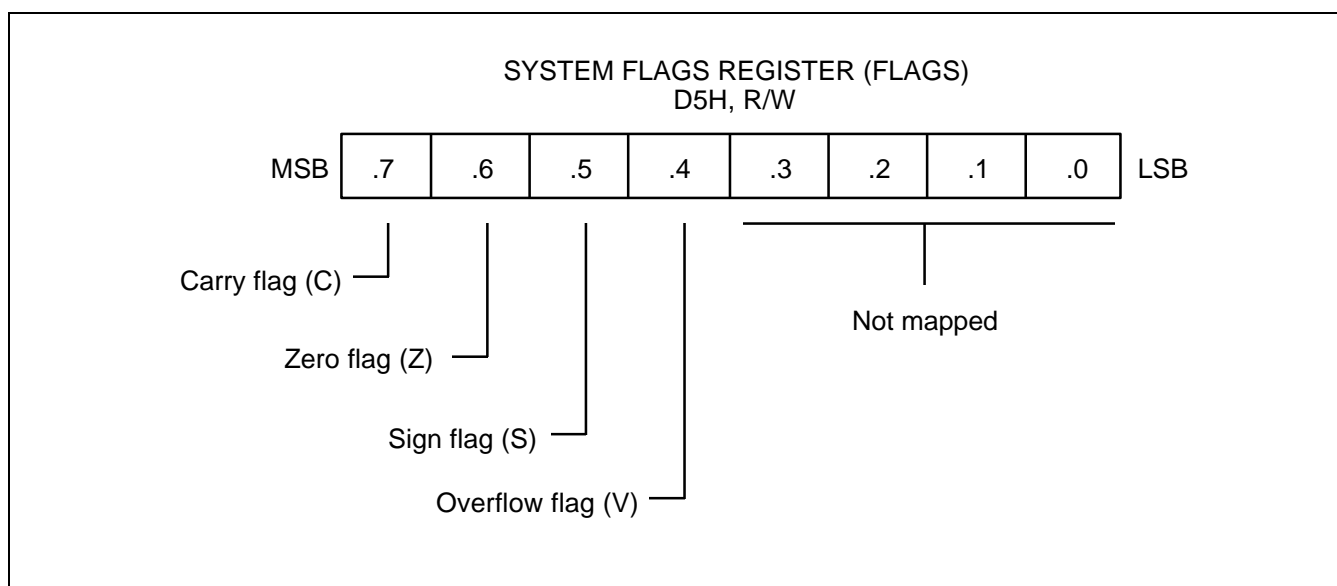 SYSTEM FLAGS REGISTER (FLAGS)
D5H, R/W
MSB .7 .6 .5 .4 .3 .2 .1 .0 LSB
Carry flag (C)
Not mapped
Zero flag (Z)
Sign flag (S)
Overflow flag (V)